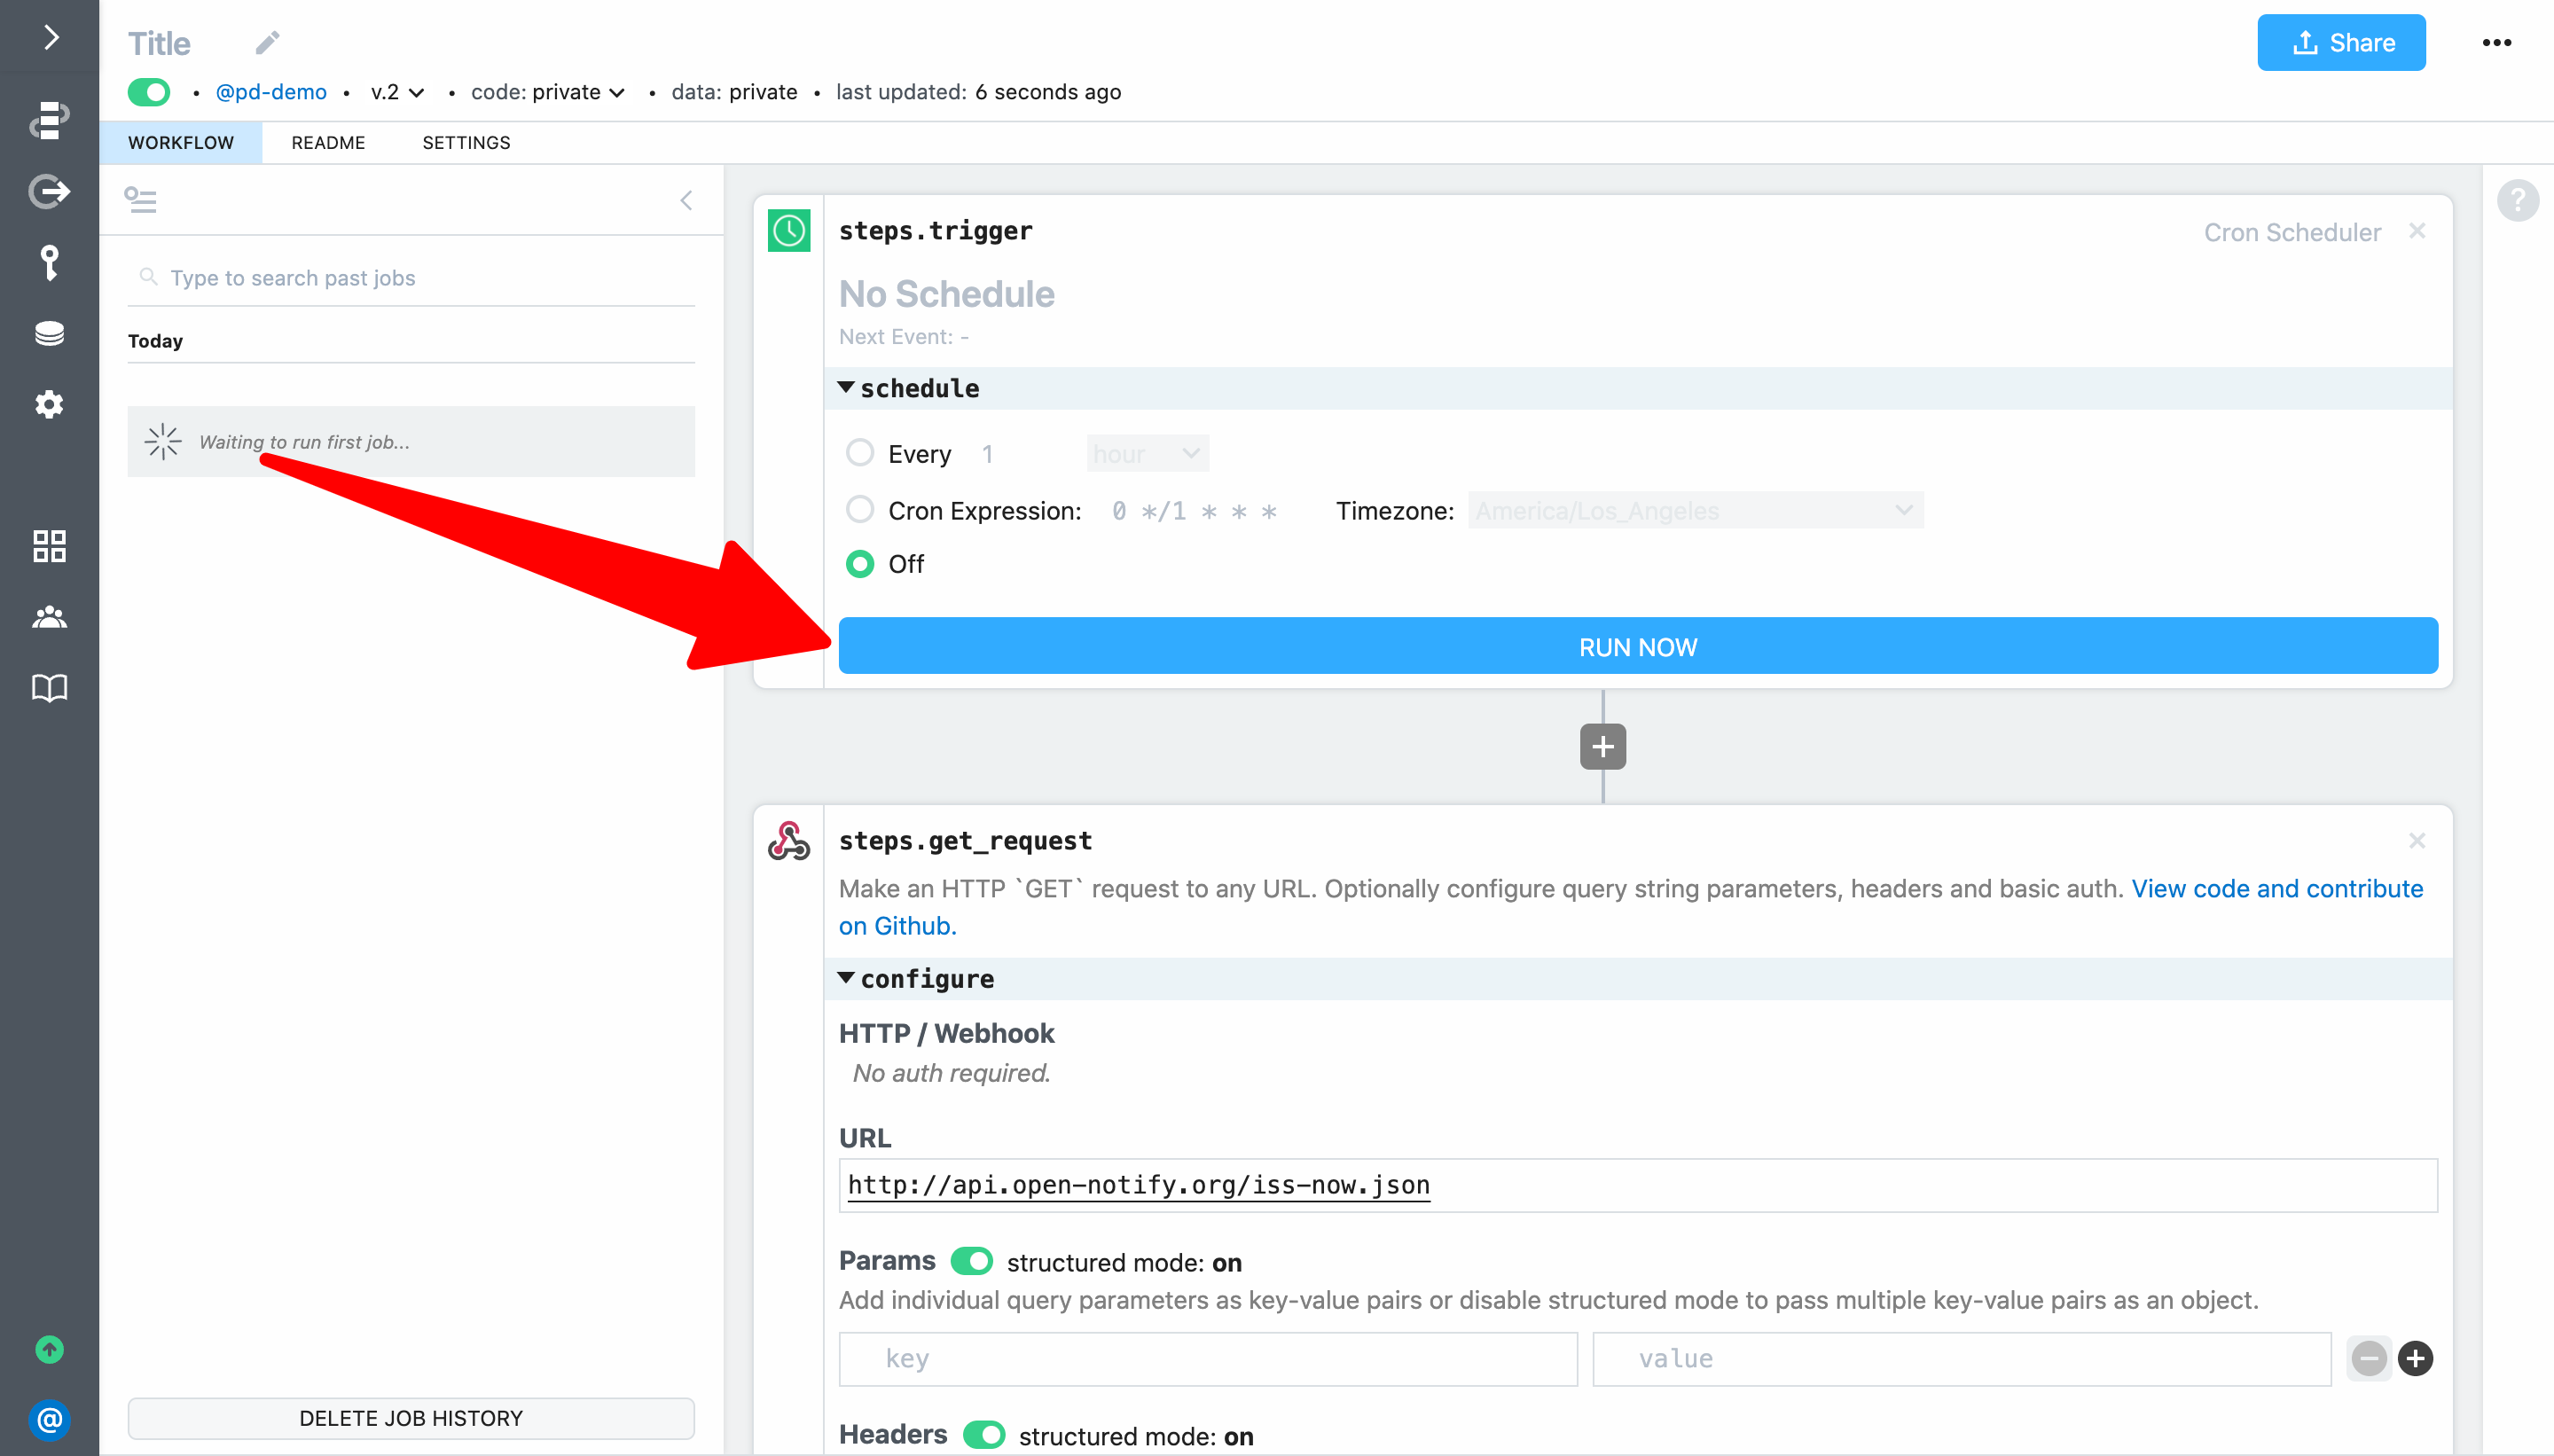 Title
Share
•
@pd-demo • v.2 • code: private • data: private • last updated: 6 seconds ago
WORKFLOW README SETTINGS
Type to search past jobs
Today
Waiting to run first job...
DELETE JOB HISTORY
steps.trigger
Cron Scheduler
No Schedule
Next Event: -
schedule
Every 1 hour
Cron Expression: 0 */1 * * * Timezone: America/Los_Angeles
Off
RUN NOW
steps.get_request
Make an HTTP `GET` request to any URL. Optionally configure query string parameters, headers and basic auth. View code and contribute
on Github.
configure
HTTP / Webhook
No auth required.
URL
http://api.open-notify.org/iss-now.json
Params structured mode: on
Add individual query parameters as key-value pairs or disable structured mode to pass multiple key-value pairs as an object.
key value
Headers structured mode: on
?
@